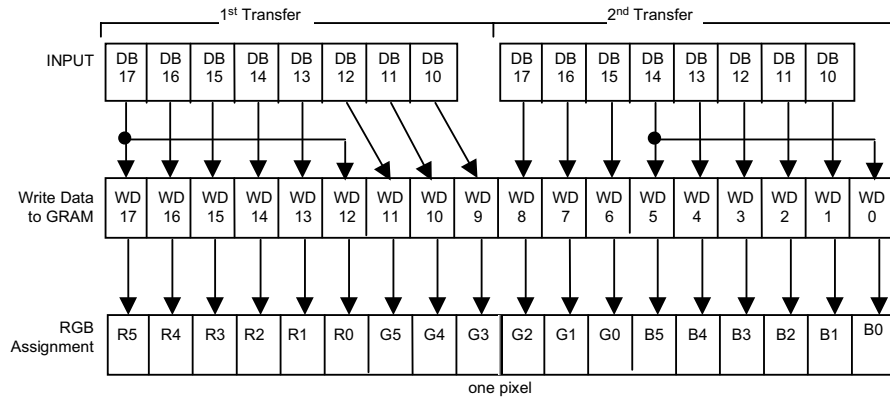 1st Transfer 2nd Transfer
INPUT DB 17 DB 16 DB 15 DB 14 DB 13 DB 12 DB 11 DB 10 DB 17 DB 16 DB 15 DB 14 DB 13 DB 12 DB 11 DB 10
Write Data to GRAM WD 17 WD 16 WD 15 WD 14 WD 13 WD 12 WD 11 WD 10 WD 9 WD 8 WD 7 WD 6 WD 5 WD 4 WD 3 WD 2 WD 1 WD 0
RGB Assignment R5 R4 R3 R2 R1 R0 G5 G4 G3 G2 G1 G0 B5 B4 B3 B2 B1 B0
one pixel